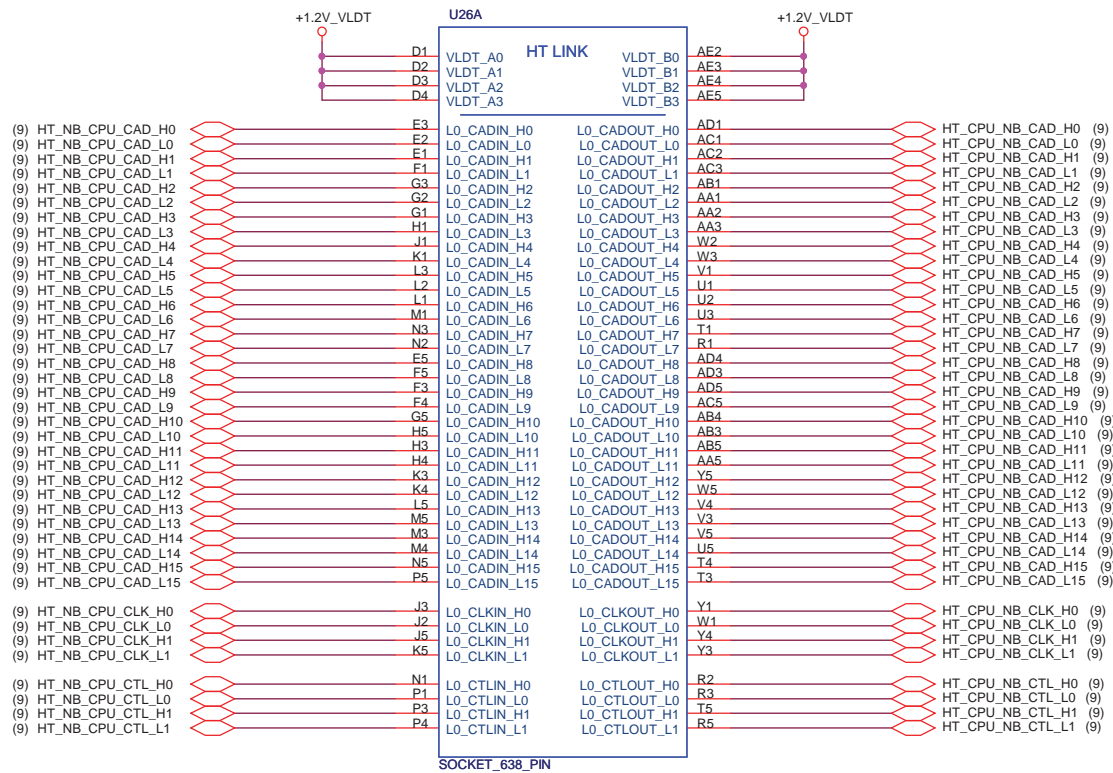 +1.2V_VLDT U26A +1.2V_VLDT
HT LINK
D1 VLDT_A0 VLDT_B0 AE2
D2 VLDT_A1 VLDT_B1 AE3
D3 VLDT_A2 VLDT_B2 AE4
D4 VLDT_A3 VLDT_B3 AE5
(9) HT_NB_CPU_CAD_H0 E3 L0_CADIN_H0 L0_CADOUT_H0 AD1 HT_CPU_NB_CAD_H0 (9)
(9) HT_NB_CPU_CAD_L0 E2 L0_CADIN_L0 L0_CADOUT_L0 AC1 HT_CPU_NB_CAD_L0 (9)
(9) HT_NB_CPU_CAD_H1 E1 L0_CADIN_H1 L0_CADOUT_H1 AC2 HT_CPU_NB_CAD_H1 (9)
(9) HT_NB_CPU_CAD_L1 F1 L0_CADIN_L1 L0_CADOUT_L1 AC3 HT_CPU_NB_CAD_L1 (9)
(9) HT_NB_CPU_CAD_H2 G3 L0_CADIN_H2 L0_CADOUT_H2 AB1 HT_CPU_NB_CAD_H2 (9)
(9) HT_NB_CPU_CAD_L2 G2 L0_CADIN_L2 L0_CADOUT_L2 AA1 HT_CPU_NB_CAD_L2 (9)
(9) HT_NB_CPU_CAD_H3 G1 L0_CADIN_H3 L0_CADOUT_H3 AA2 HT_CPU_NB_CAD_H3 (9)
(9) HT_NB_CPU_CAD_L3 H1 L0_CADIN_L3 L0_CADOUT_L3 AA3 HT_CPU_NB_CAD_L3 (9)
(9) HT_NB_CPU_CAD_H4 J1 L0_CADIN_H4 L0_CADOUT_H4 W2 HT_CPU_NB_CAD_H4 (9)
(9) HT_NB_CPU_CAD_L4 K1 L0_CADIN_L4 L0_CADOUT_L4 W3 HT_CPU_NB_CAD_L4 (9)
(9) HT_NB_CPU_CAD_H5 L3 L0_CADIN_H5 L0_CADOUT_H5 V1 HT_CPU_NB_CAD_H5 (9)
(9) HT_NB_CPU_CAD_L5 L2 L0_CADIN_L5 L0_CADOUT_L5 U1 HT_CPU_NB_CAD_L5 (9)
(9) HT_NB_CPU_CAD_H6 L1 L0_CADIN_H6 L0_CADOUT_H6 U2 HT_CPU_NB_CAD_H6 (9)
(9) HT_NB_CPU_CAD_L6 M1 L0_CADIN_L6 L0_CADOUT_L6 U3 HT_CPU_NB_CAD_L6 (9)
(9) HT_NB_CPU_CAD_H7 N3 L0_CADIN_H7 L0_CADOUT_H7 T1 HT_CPU_NB_CAD_H7 (9)
(9) HT_NB_CPU_CAD_L7 N2 L0_CADIN_L7 L0_CADOUT_L7 R1 HT_CPU_NB_CAD_L7 (9)
(9) HT_NB_CPU_CAD_H8 E5 L0_CADIN_H8 L0_CADOUT_H8 AD4 HT_CPU_NB_CAD_H8 (9)
(9) HT_NB_CPU_CAD_L8 F5 L0_CADIN_L8 L0_CADOUT_L8 AD3 HT_CPU_NB_CAD_L8 (9)
(9) HT_NB_CPU_CAD_H9 F3 L0_CADIN_H9 L0_CADOUT_H9 AD5 HT_CPU_NB_CAD_H9 (9)
(9) HT_NB_CPU_CAD_L9 F4 L0_CADIN_L9 L0_CADOUT_L9 AC5 HT_CPU_NB_CAD_L9 (9)
(9) HT_NB_CPU_CAD_H10 G5 L0_CADIN_H10 L0_CADOUT_H10 AB4 HT_CPU_NB_CAD_H10 (9)
(9) HT_NB_CPU_CAD_L10 H5 L0_CADIN_L10 L0_CADOUT_L10 AB3 HT_CPU_NB_CAD_L10 (9)
(9) HT_NB_CPU_CAD_H11 H3 L0_CADIN_H11 L0_CADOUT_H11 AB5 HT_CPU_NB_CAD_H11 (9)
(9) HT_NB_CPU_CAD_L11 H4 L0_CADIN_L11 L0_CADOUT_L11 AA5 HT_CPU_NB_CAD_L11 (9)
(9) HT_NB_CPU_CAD_H12 K3 L0_CADIN_H12 L0_CADOUT_H12 Y5 HT_CPU_NB_CAD_H12 (9)
(9) HT_NB_CPU_CAD_L12 K4 L0_CADIN_L12 L0_CADOUT_L12 W5 HT_CPU_NB_CAD_L12 (9)
(9) HT_NB_CPU_CAD_H13 L5 L0_CADIN_H13 L0_CADOUT_H13 V4 HT_CPU_NB_CAD_H13 (9)
(9) HT_NB_CPU_CAD_L13 M5 L0_CADIN_L13 L0_CADOUT_L13 V3 HT_CPU_NB_CAD_L13 (9)
(9) HT_NB_CPU_CAD_H14 M3 L0_CADIN_H14 L0_CADOUT_H14 V5 HT_CPU_NB_CAD_H14 (9)
(9) HT_NB_CPU_CAD_L14 M4 L0_CADIN_L14 L0_CADOUT_L14 U5 HT_CPU_NB_CAD_L14 (9)
(9) HT_NB_CPU_CAD_H15 N5 L0_CADIN_H15 L0_CADOUT_H15 T4 HT_CPU_NB_CAD_H15 (9)
(9) HT_NB_CPU_CAD_L15 P5 L0_CADIN_L15 L0_CADOUT_L15 T3 HT_CPU_NB_CAD_L15 (9)
(9) HT_NB_CPU_CLK_H0 J3 L0_CLKIN_H0 L0_CLKOUT_H0 Y1 HT_CPU_NB_CLK_H0 (9)
(9) HT_NB_CPU_CLK_L0 J2 L0_CLKIN_L0 L0_CLKOUT_L0 W1 HT_CPU_NB_CLK_L0 (9)
(9) HT_NB_CPU_CLK_H1 J5 L0_CLKIN_H1 L0_CLKOUT_H1 Y4 HT_CPU_NB_CLK_H1 (9)
(9) HT_NB_CPU_CLK_L1 K5 L0_CLKIN_L1 L0_CLKOUT_L1 Y3 HT_CPU_NB_CLK_L1 (9)
(9) HT_NB_CPU_CTL_H0 N1 L0_CTLIN_H0 L0_CTLOUT_H0 R2 HT_CPU_NB_CTL_H0 (9)
(9) HT_NB_CPU_CTL_L0 P1 L0_CTLIN_L0 L0_CTLOUT_L0 R3 HT_CPU_NB_CTL_L0 (9)
(9) HT_NB_CPU_CTL_H1 P3 L0_CTLIN_H1 L0_CTLOUT_H1 T5 HT_CPU_NB_CTL_H1 (9)
(9) HT_NB_CPU_CTL_L1 P4 L0_CTLIN_L1 L0_CTLOUT_L1 R5 HT_CPU_NB_CTL_L1 (9)
SOCKET_638_PIN